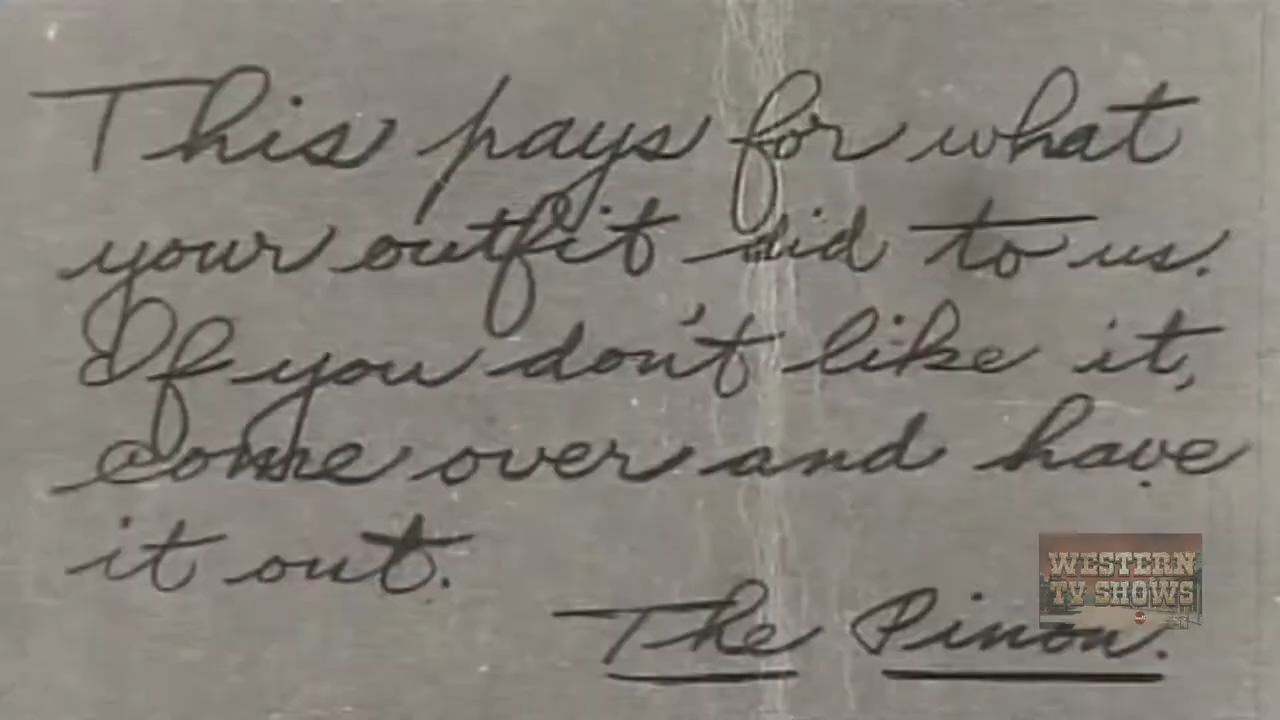 This pays for what
your outfit did to us.
If you don't like it,
come over and have
it out.
The Pinon.
WESTERN
TV SHOWS